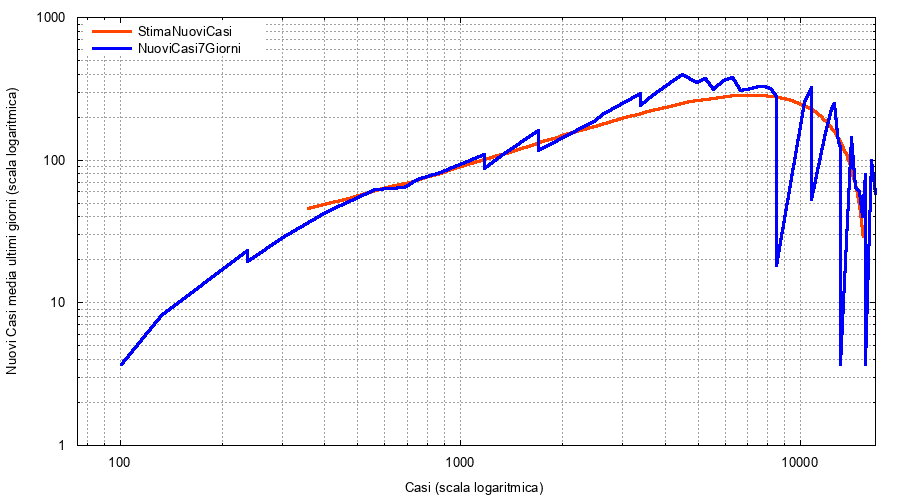 1000
StimaNuoviCasi
NuoviCasi7Giorni
100
10
1
Nuovi Casi media ultimi giorni (scala logaritmica)
100
1000
10000
Casi (scala logaritmica)